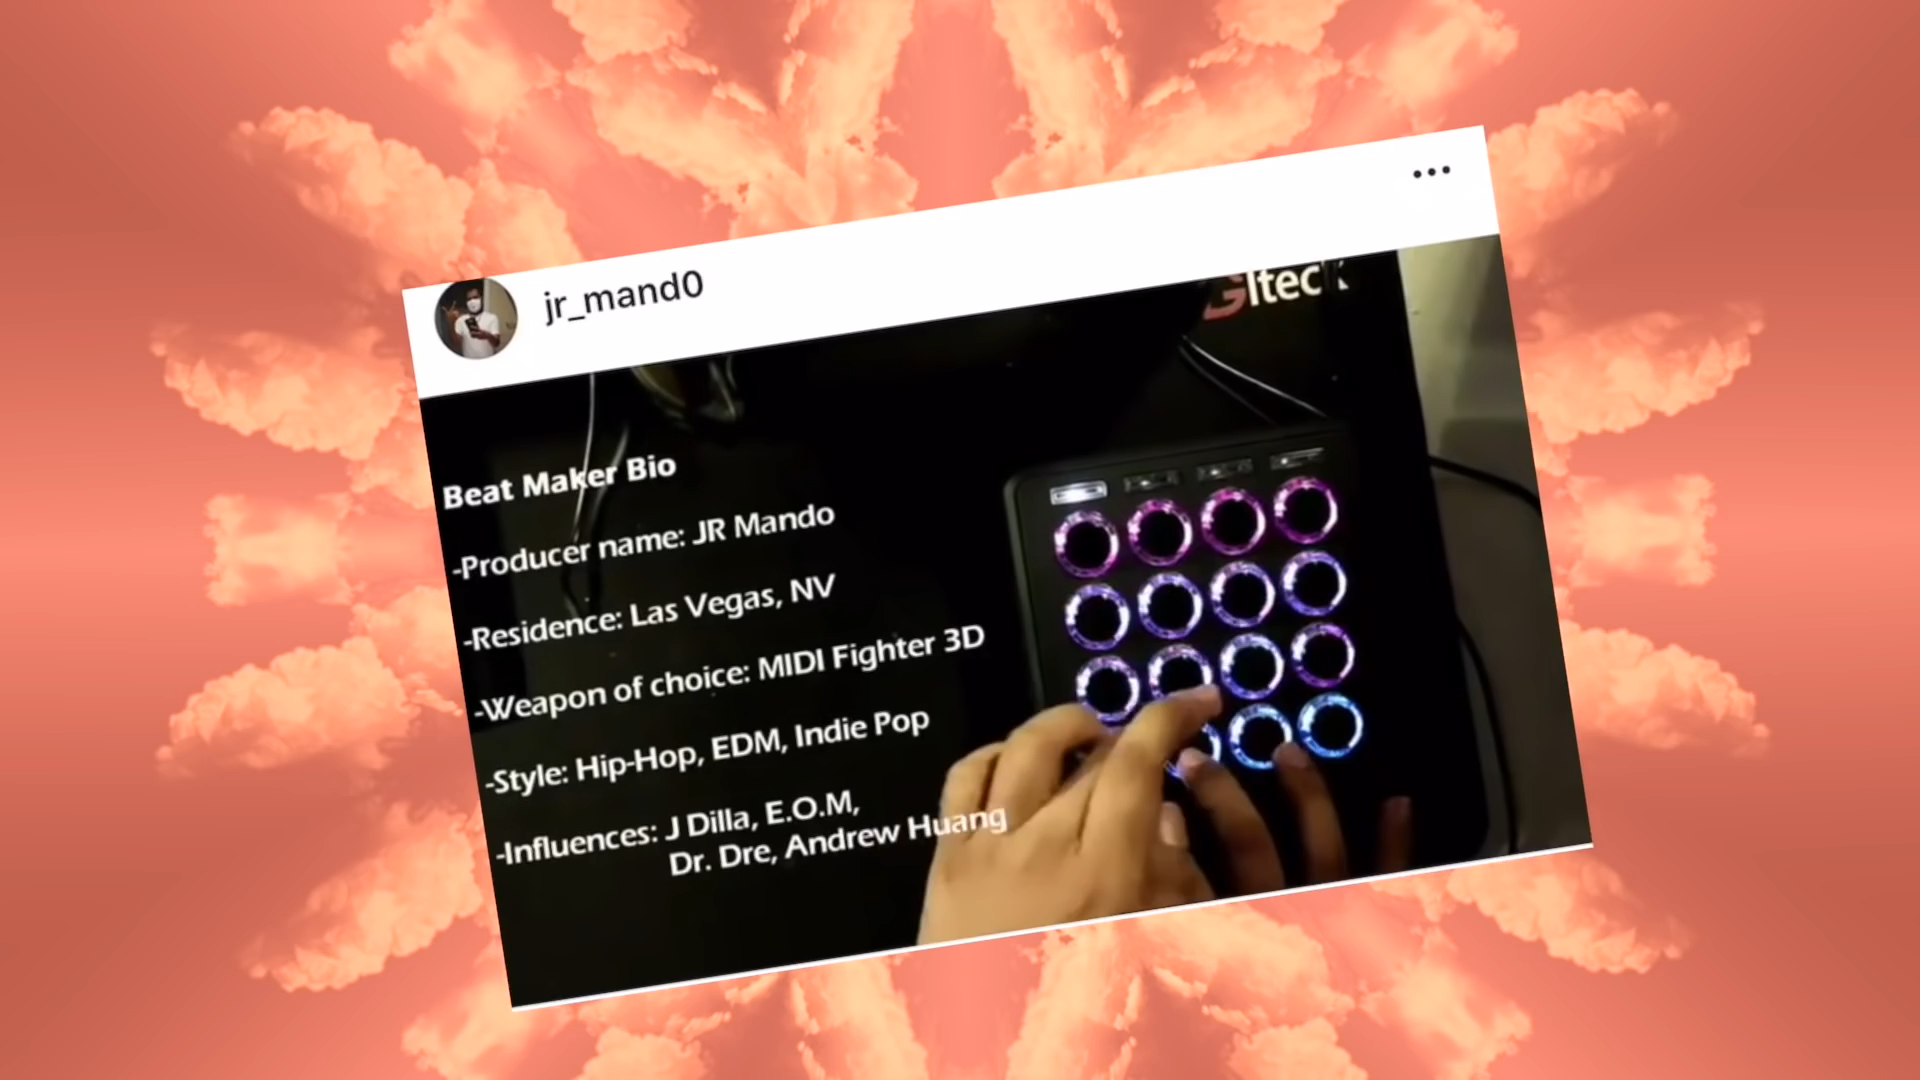 jr_mand0
Beat Maker Bio
-Producer name: JR Mando
-Residence: Las Vegas, NV
-Weapon of choice: MIDI Fighter 3D
-Style: Hip-Hop, EDM, Indie Pop
-Influences: J Dilla, E.O.M,
Dr. Dre, Andrew Huang